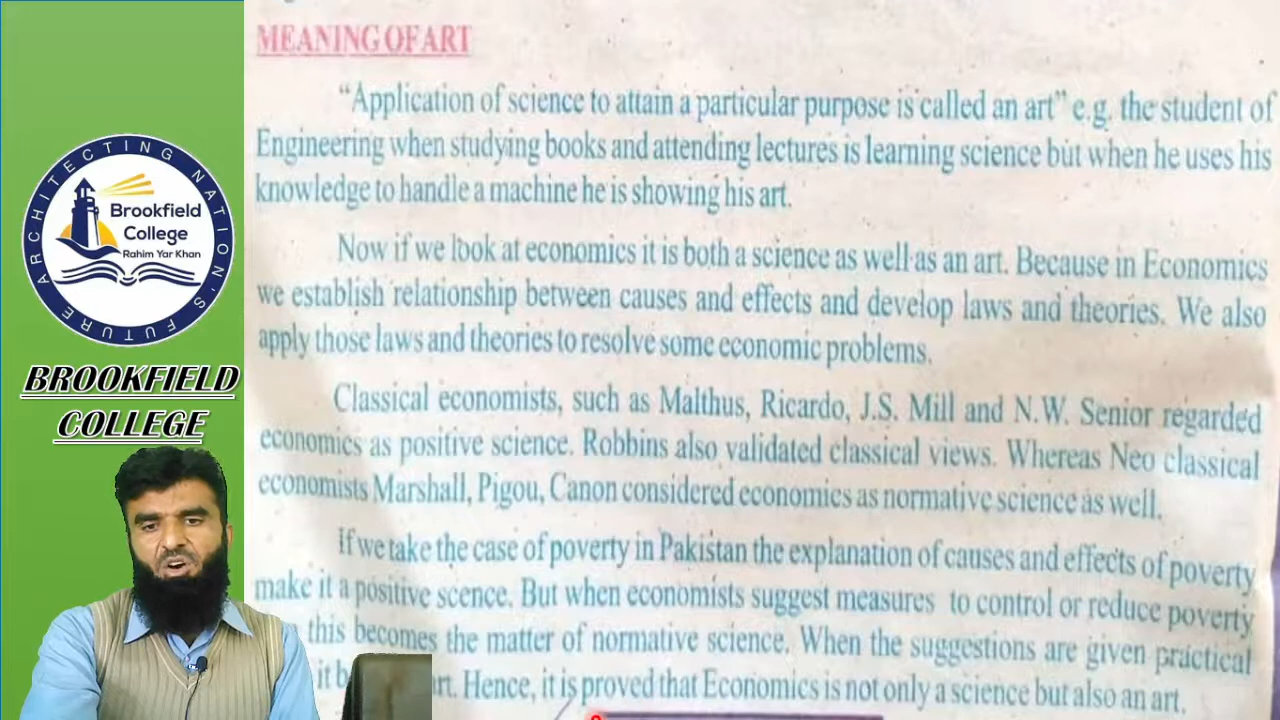 ARCHITECTING NATION'S FUTURE
Brookfield
College
Rahim Yar Khan
BROOKFIELD
COLLEGE
MEANING OF ART
“Application of science to attain a particular purpose is called an art” e.g. the student of
Engineering when studying books and attending lectures is learning science but when he uses his
knowledge to handle a machine he is showing his art.
Now if we look at economics it is both a science as well as an art. Because in Economics
we establish relationship between causes and effects and develop laws and theories. We also
apply those laws and theories to resolve some economic problems.
Classical economists, such as Malthus, Ricardo, J.S. Mill and N.W. Senior regarded
economics as positive science. Robbins also validated classical views. Whereas Neo classical
economists Marshall, Pigou, Canon considered economics as normative science as well.
If we take the case of poverty in Pakistan the explanation of causes and effects of poverty
make it a positive scence. But when economists suggest measures to control or reduce poverty
this becomes the matter of normative science. When the suggestions are given practical
it Hence, it is proved that Economics is not only a science but also an art.